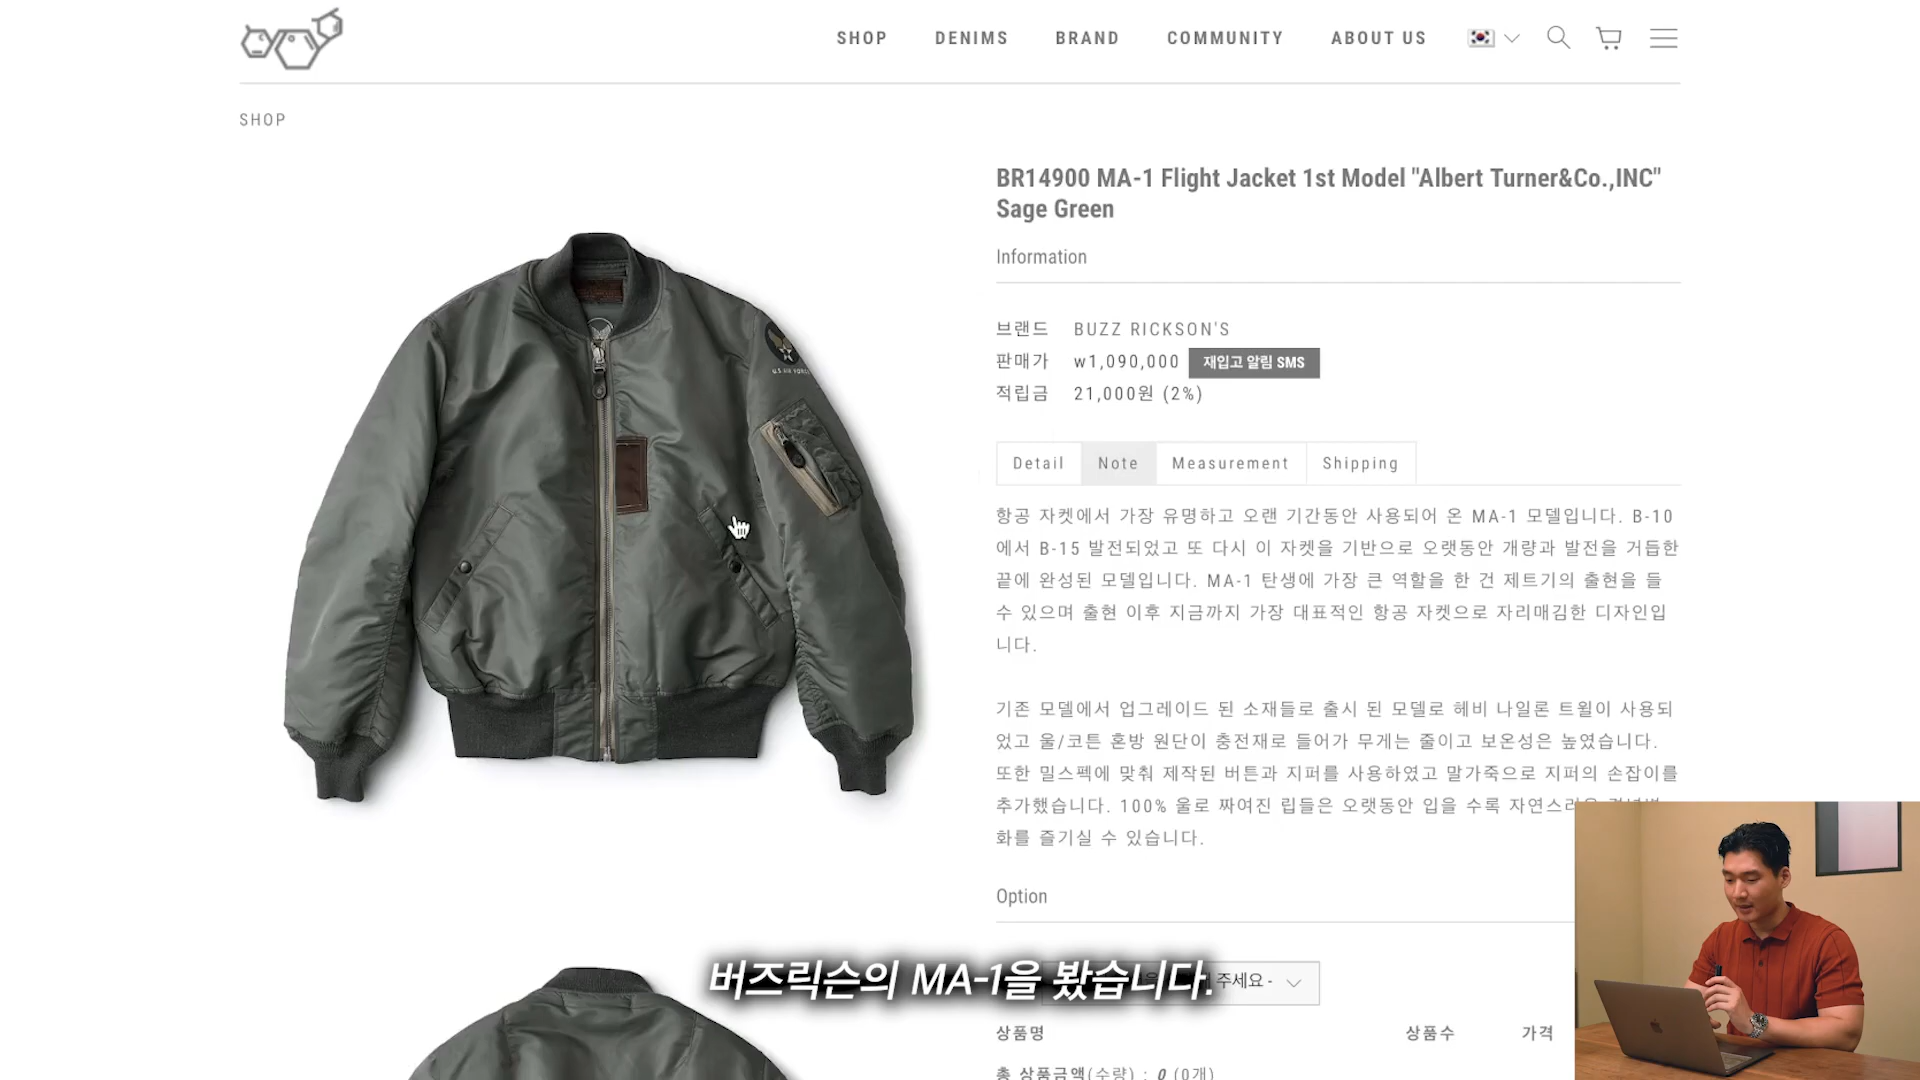 SHOP
DENIMS
BRAND
COMMUNITY
ABOUT US
SHOP
BR14900 MA-1 Flight Jacket 1st Model "Albert Turner&Co.,INC"
Sage Green
Information
브랜드 BUZZ RICKSON'S
판매가 ₩1,090,000 재입고 알림 SMS
적립금 21,000원 (2%)
Detail
Note
Measurement
Shipping
항공 자켓에서 가장 유명하고 오랜 기간동안 사용되어 온 MA-1 모델입니다. B-10
에서 B-15 발전되었고 또 다시 이 자켓을 기반으로 오랫동안 개량과 발전을 거듭한
끝에 완성된 모델입니다. MA-1 탄생에 가장 큰 역할을 한 건 제트기의 출현을 들
수 있으며 출현 이후 지금까지 가장 대표적인 항공 자켓으로 자리매김한 디자인입
니다.
기존 모델에서 업그레이드 된 소재들로 출시 된 모델로 헤비 나일론 트윌이 사용되
었고 울/코튼 혼방 원단이 충전재로 들어가 무게는 줄이고 보온성은 높였습니다.
또한 밀스펙에 맞춰 제작된 버튼과 지퍼를 사용하였고 말가죽으로 지퍼의 손잡이를
추가했습니다. 100% 울로 짜여진 립들은 오랫동안 입을 수록
화를 즐기실 수 있습니다.
Option
주세요 -
버즈릭슨의 MA-1을 봤습니다.
상품명 상품수 가격
총 상품금액(수량) : 0 (0개)
U.S. AIR FORCE